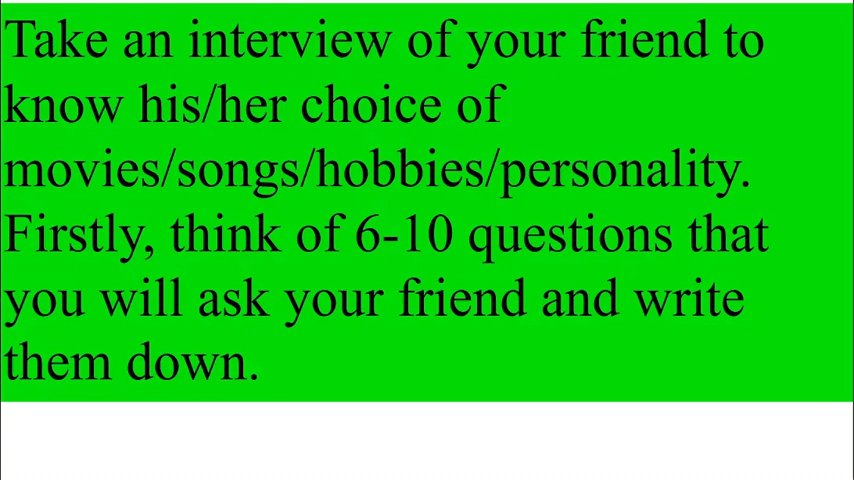 Take an interview of your friend to
know his/her choice of
movies/songs/hobbies/personality.
Firstly, think of 6-10 questions that
you will ask your friend and write
them down.